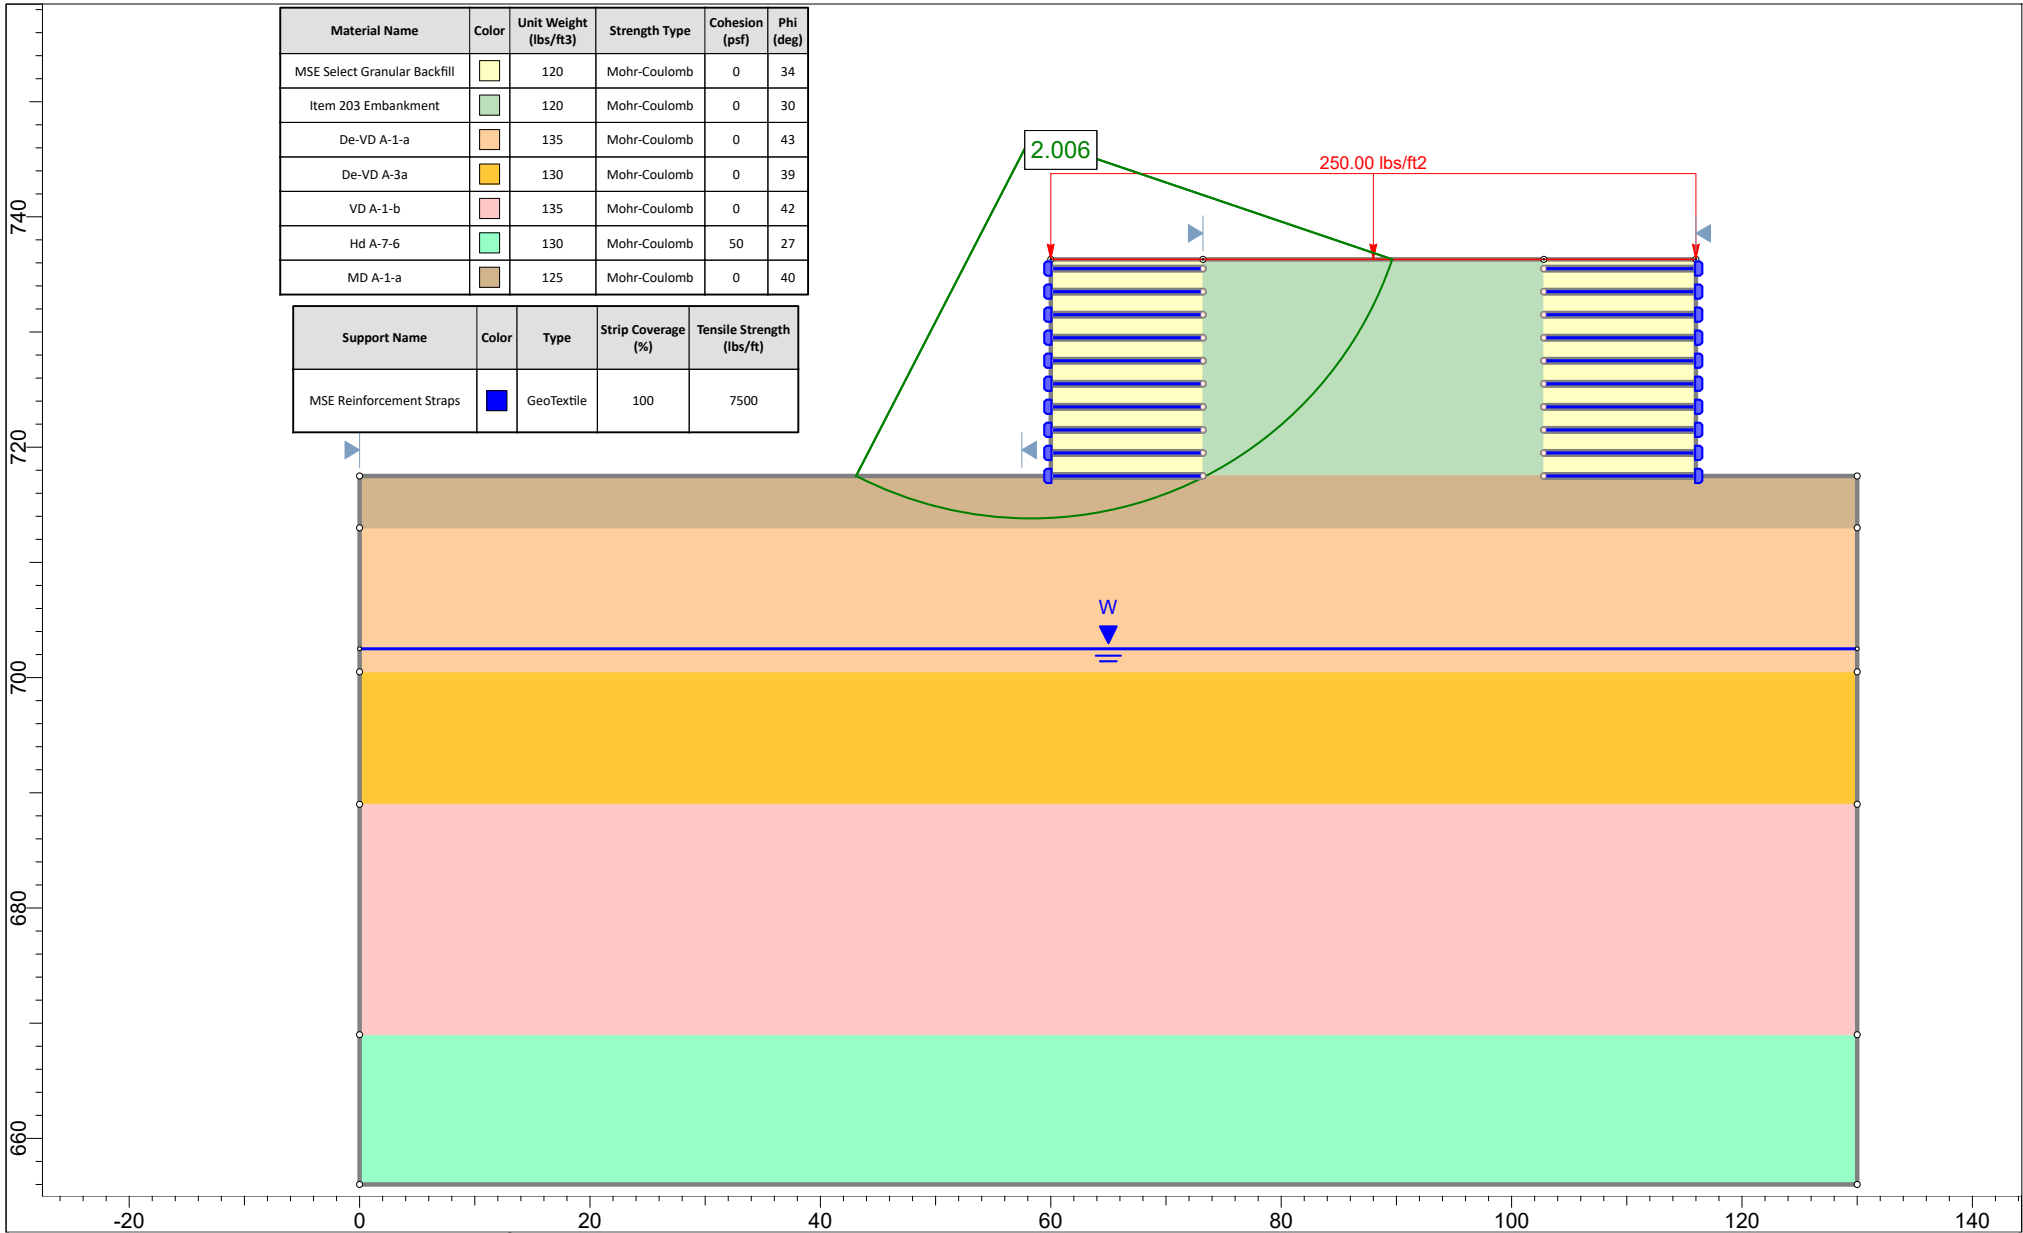 Material Name Color Unit Weight (lbs/ft3) Strength Type Cohesion (psf) Phi (deg)
MSE Select Granular Backfill 120 Mohr-Coulomb 0 34
Item 203 Embankment 120 Mohr-Coulomb 0 30
De-VD A-1-a 135 Mohr-Coulomb 0 43
De-VD A-3a 130 Mohr-Coulomb 0 39
VD A-1-b 135 Mohr-Coulomb 0 42
Hd A-7-6 130 Mohr-Coulomb 50 27
MD A-1-a 125 Mohr-Coulomb 0 40
Support Name Color Type Strip Coverage (%) Tensile Strength (lbs/ft)
MSE Reinforcement Straps GeoTextile 100 7500
2.006
250.00 lbs/ft2
W
740
720
700
680
660
-20 0 20 40 60 80 100 120 140